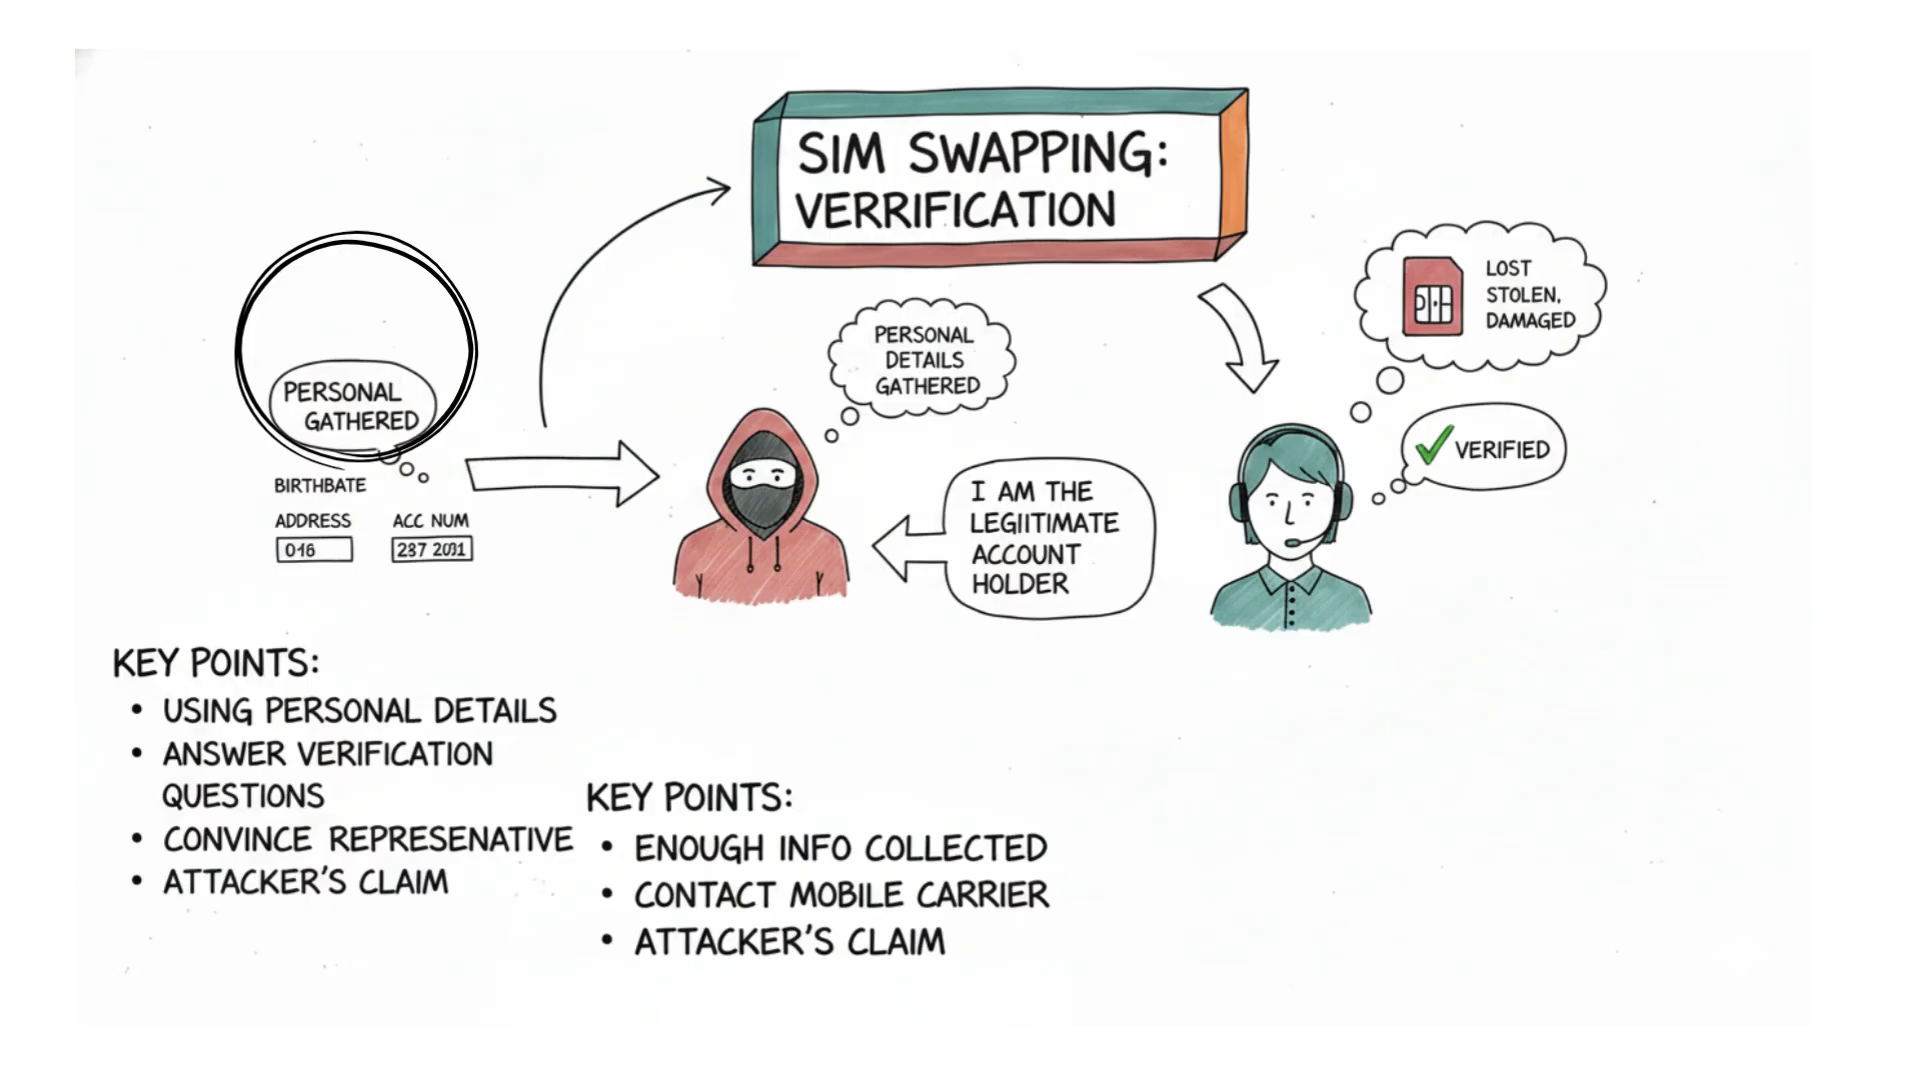 SIM SWAPPING:
VERRIFICATION
PERSONAL
GATHERED
BIRTHBATE
ADDRESS
016
ACC NUM
237 2031
PERSONAL
DETAILS
GATHERED
I AM THE
LEGIITIMATE
ACCOUNT
HOLDER
LOST
STOLEN,
DAMAGED
VERIFIED
KEY POINTS:
• USING PERSONAL DETAILS
• ANSWER VERIFICATION
QUESTIONS
• CONVINCE REPRESENATIVE
• ATTACKER'S CLAIM
KEY POINTS:
• ENOUGH INFO COLLECTED
• CONTACT MOBILE CARRIER
• ATTACKER'S CLAIM